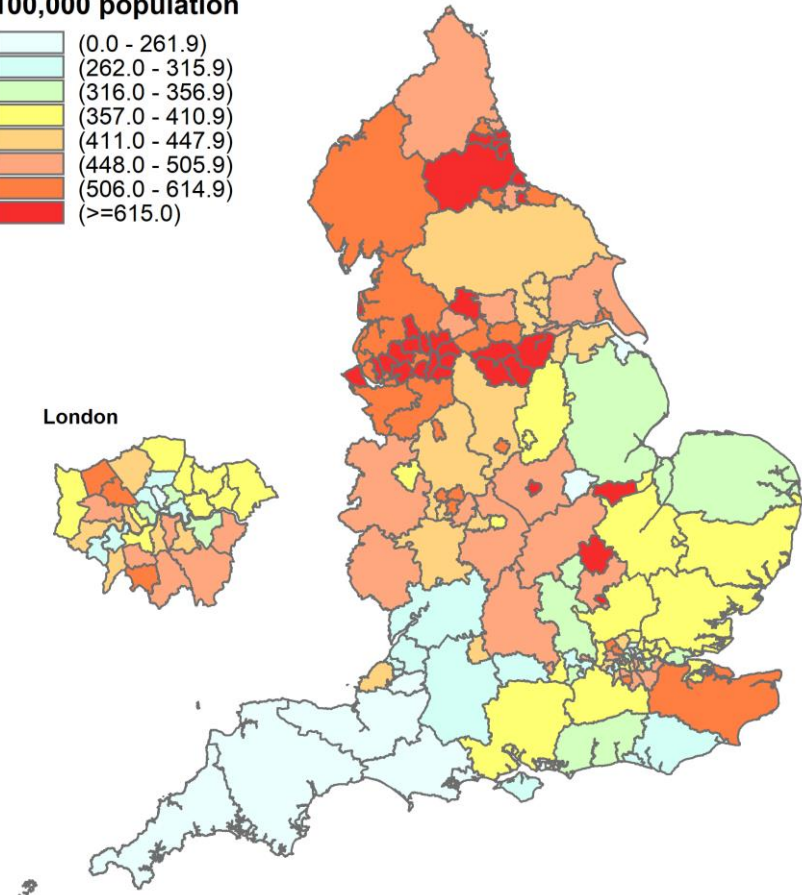 100,000 population
(0.0 - 261.9)
(262.0 - 315.9)
(316.0 - 356.9)
(357.0 - 410.9)
(411.0 - 447.9)
(448.0 - 505.9)
(506.0 - 614.9)
(>=615.0)
London